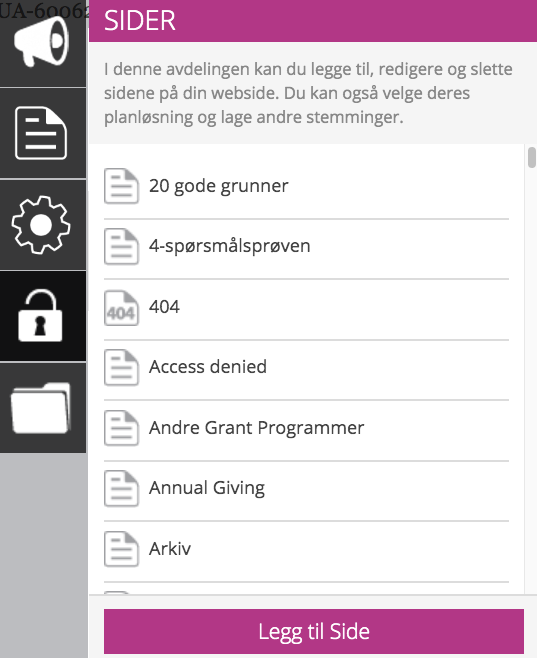 UA-60062
SIDER
I denne avdelingen kan du legge til, redigere og slette
sidene på din webside. Du kan også velge deres
planløsning og lage andre stemminger.
20 gode grunner
4-spørsmålsprøven
404
404
Access denied
Andre Grant Programmer
Annual Giving
Arkiv
Legg til Side